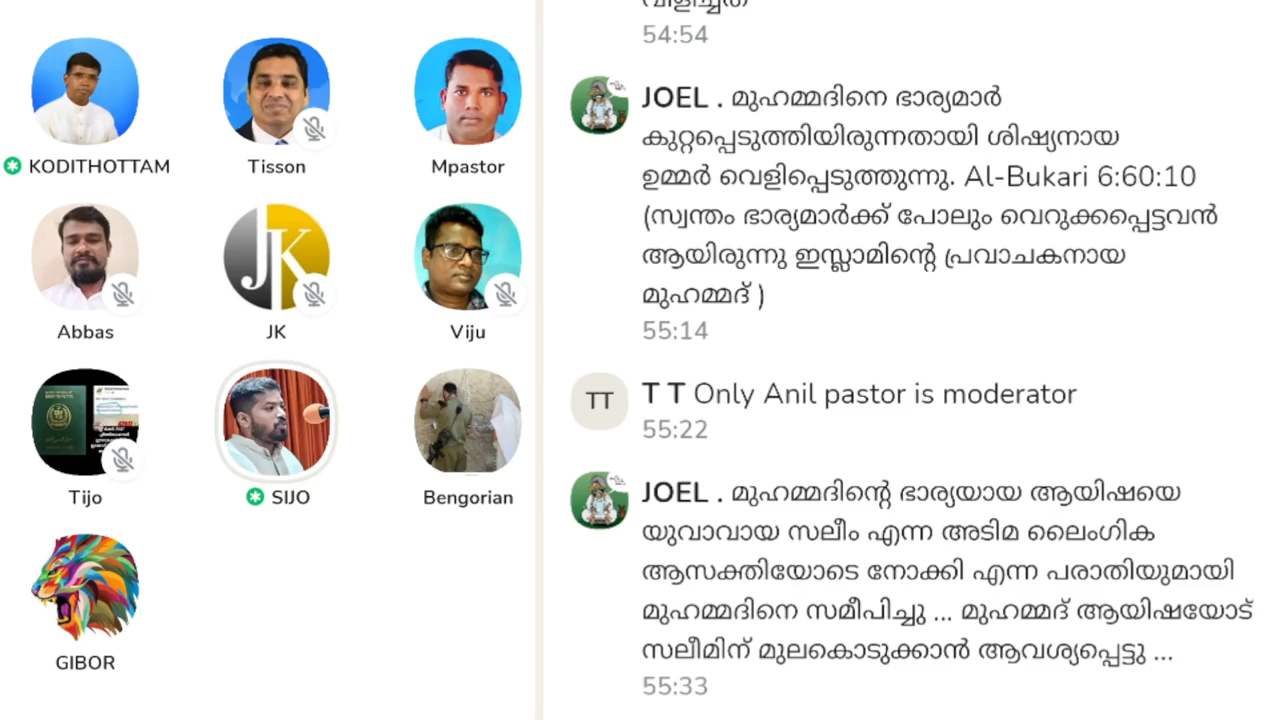 KODITHOTTAM
Tisson
Mpastor
Abbas
JK
JK
Viju
Tijo
SIJO
Bengorian
GIBOR
54:54
JOEL . മുഹമ്മദിനെ ഭാര്യമാർ
കുറ്റപ്പെടുത്തിയിരുന്നതായി ശിഷ്യനായ
ഉമ്മർ വെളിപ്പെടുത്തുന്നു. Al-Bukari 6:60:10
(സ്വന്തം ഭാര്യമാർക്ക് പോലും വെറുക്കപ്പെട്ടവൻ
ആയിരുന്നു ഇസ്ലാമിന്റെ പ്രവാചകനായ
മുഹമ്മദ് )
55:14
TT
T T Only Anil pastor is moderator
55:22
JOEL . മുഹമ്മദിന്റെ ഭാര്യയായ ആയിഷയെ
യുവാവായ സലീം എന്ന അടിമ ലൈംഗിക
ആസക്തിയോടെ നോക്കി എന്ന പരാതിയുമായി
മുഹമ്മദിനെ സമീപിച്ചു ... മുഹമ്മദ് ആയിഷയോട്
സലീമിന് മുലകൊടുക്കാൻ ആവശ്യപ്പെട്ടു ...
55:33